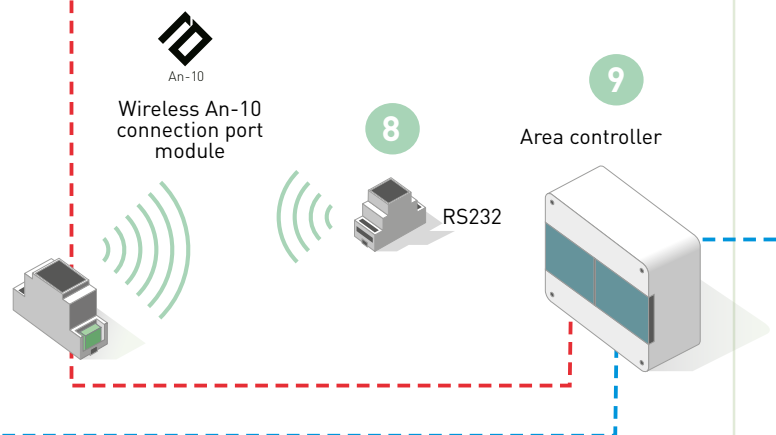 An-10
Wireless An-10
connection port
module
8
RS232
9
Area controller